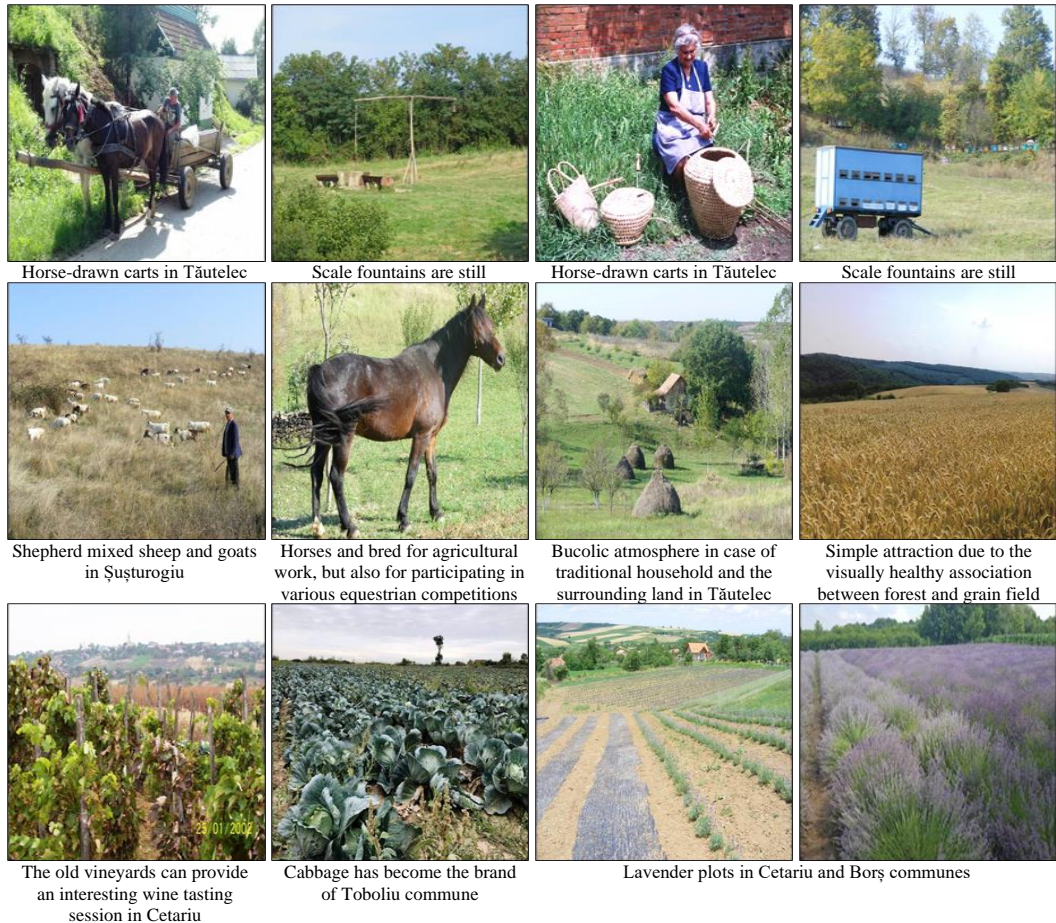 Horse-drawn carts in Tăutelec
Scale fountains are still
Horse-drawn carts in Tăutelec
Scale fountains are still
Shepherd mixed sheep and goats
in Șușturogiu
Horses and bred for agricultural
work, but also for participating in
various equestrian competitions
Bucolic atmosphere in case of
traditional household and the
surrounding land in Tăutelec
Simple attraction due to the
visually healthy association
between forest and grain field
25/01/2002
The old vineyards can provide
an interesting wine tasting
session in Cetariu
Cabbage has become the brand
of Toboliu commune
Lavender plots in Cetariu and Borș communes